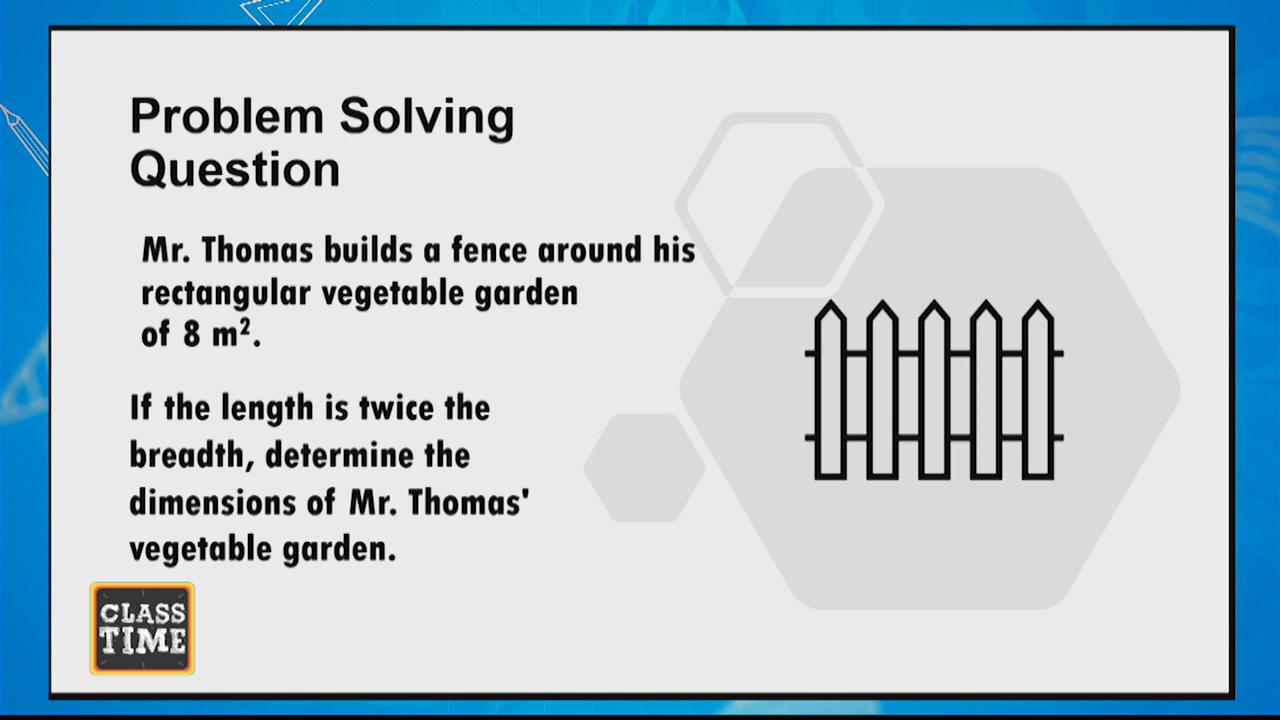 Problem Solving
Question
Mr. Thomas builds a fence around his
rectangular vegetable garden
of 8 m².
If the length is twice the
breadth, determine the
dimensions of Mr. Thomas'
vegetable garden.
CLASS
TIME